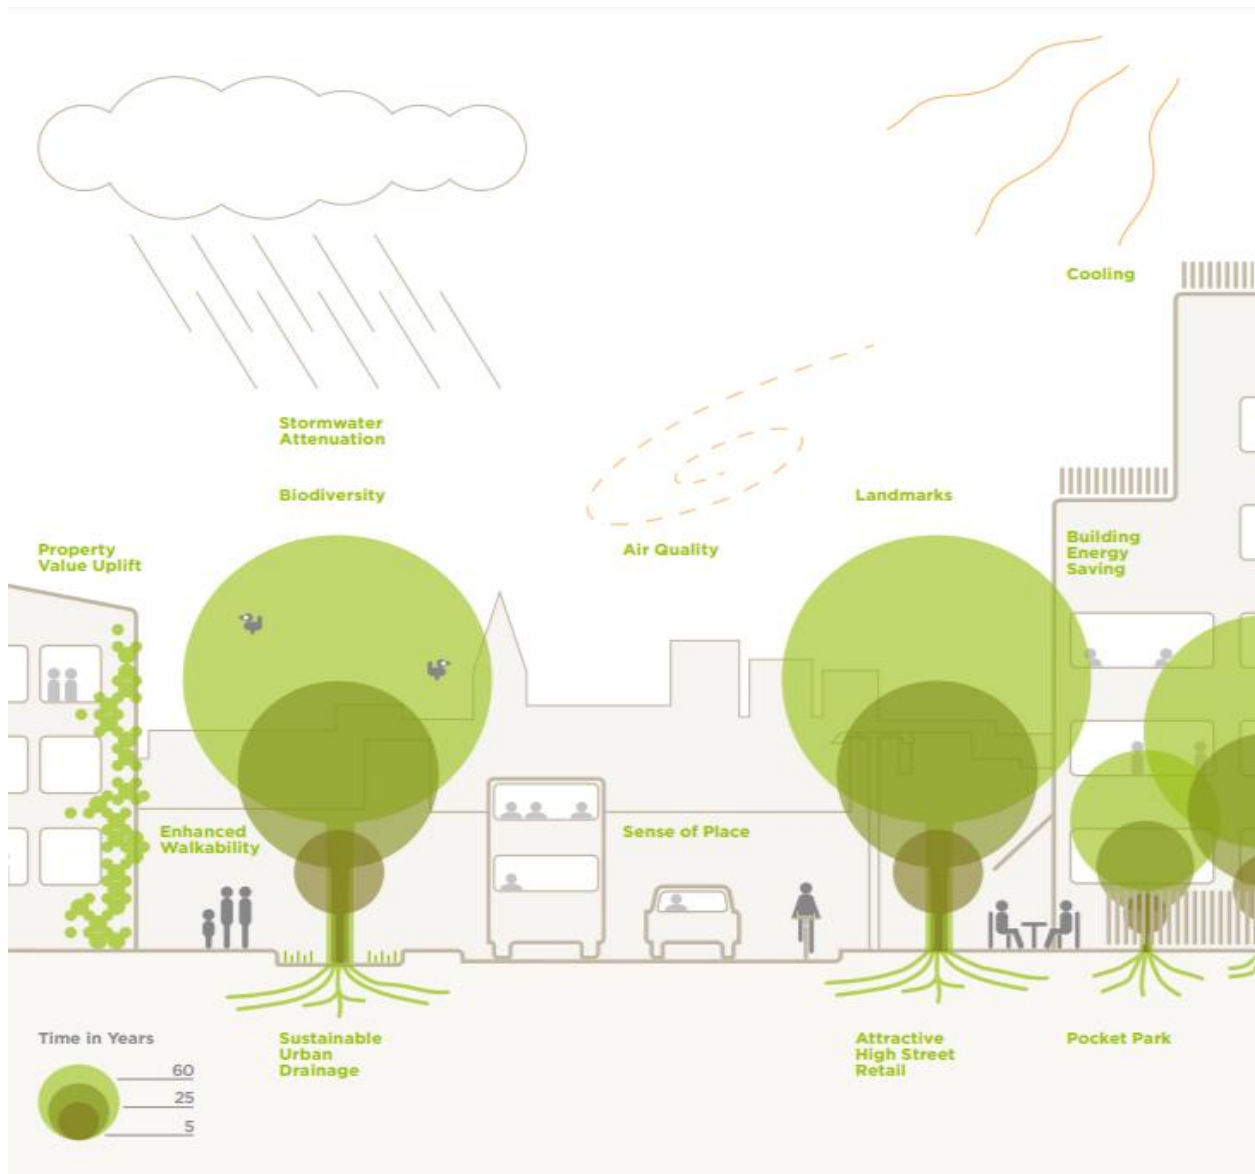 Cooling
Stormwater
Attenuation
Biodiversity
Landmarks
Property
Value Uplift
Air Quality
Building
Energy
Saving
Enhanced
Walkability
Sense of Place
Time in Years
60
25
5
Sustainable
Urban
Drainage
Attractive
High Street
Retail
Pocket Park